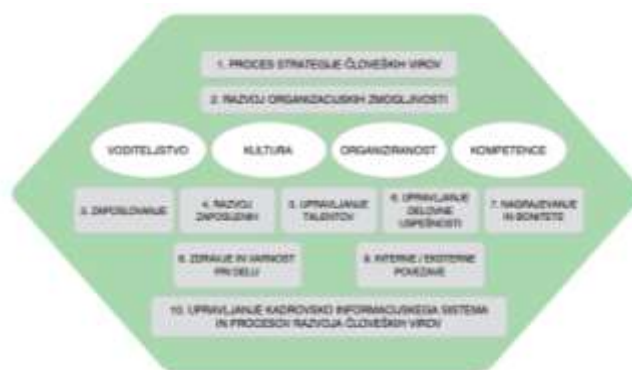 1. PROCES STRATEGIJE ČLOVEŠKIH VIROV
2. RAZVOJ ORGANIZACIJSKIH ZMOGLJIVOSTI
VODITELJSTVO
KULTURA
ORGANIZIRANOST
KOMPETENCE
3. ZAPOSLOVANJE
4. RAZVOJ
ZAPOSLENIH
5. UPRAVLJANJE
TALENTOV
6. UPRAVLJANJE
DELOVNE
USPEŠNOSTI
7. NAGRAJEVANJE
IN BONITETE
8. ZDRAVJE IN VARNOST
PRI DELU
9. INTERNE / EKSTERNE
POVEZAVE
10. UPRAVLJANJE KADROVSKO INFORMACIJSKEGA SISTEMA
IN PROCESOV RAZVOJA ČLOVEŠKIH VIROV